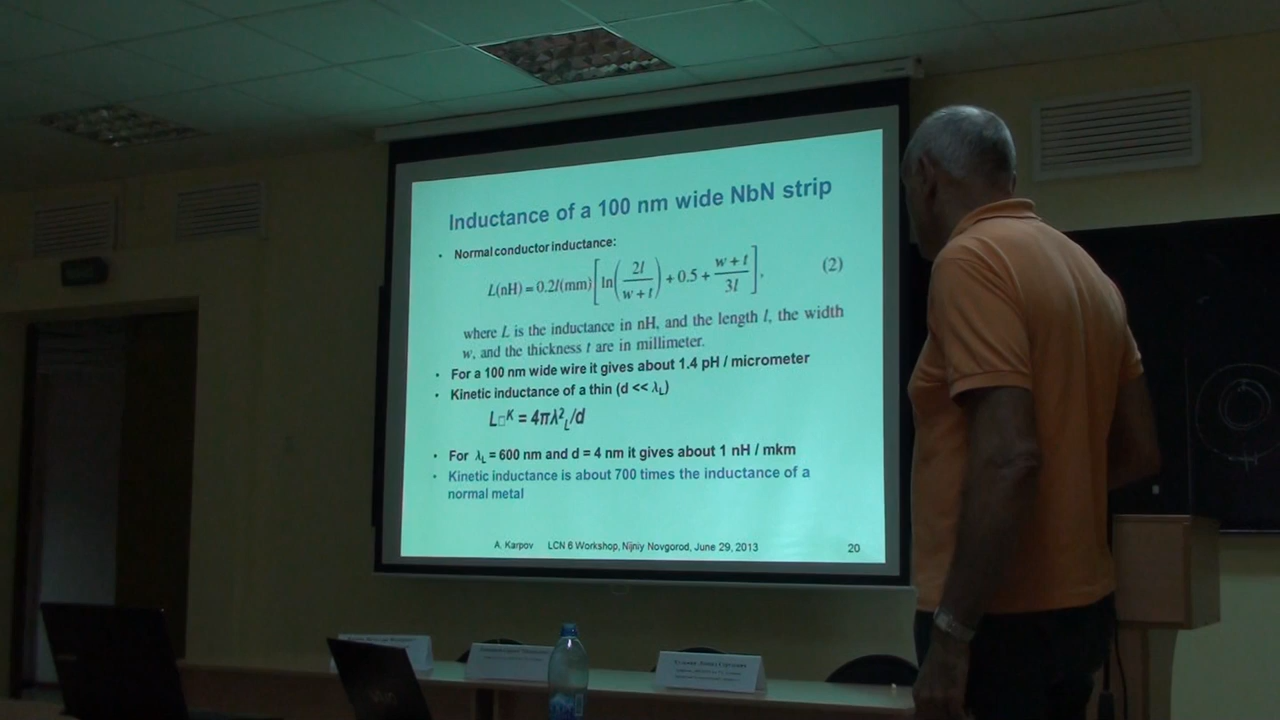 Inductance of a 100 nm wide NbN strip
• Normal conductor inductance:
L(nH) = 0.2l(mm)[ln(2l/(w + t)) + 0.5 + (w + t)/3l],   (2)
where L is the inductance in nH, and the length l, the width
w, and the thickness t are in millimeter.
• For a 100 nm wide wire it gives about 1.4 pH / micrometer
• Kinetic inductance of a thin (d << λL)
L□K = 4πλ²L/d
• For λL = 600 nm and d = 4 nm it gives about 1 nH / mkm
• Kinetic inductance is about 700 times the inductance of a
normal metal
A. Karpov LCN 6 Workshop, Nijniy Novgorod, June 29, 2013 20